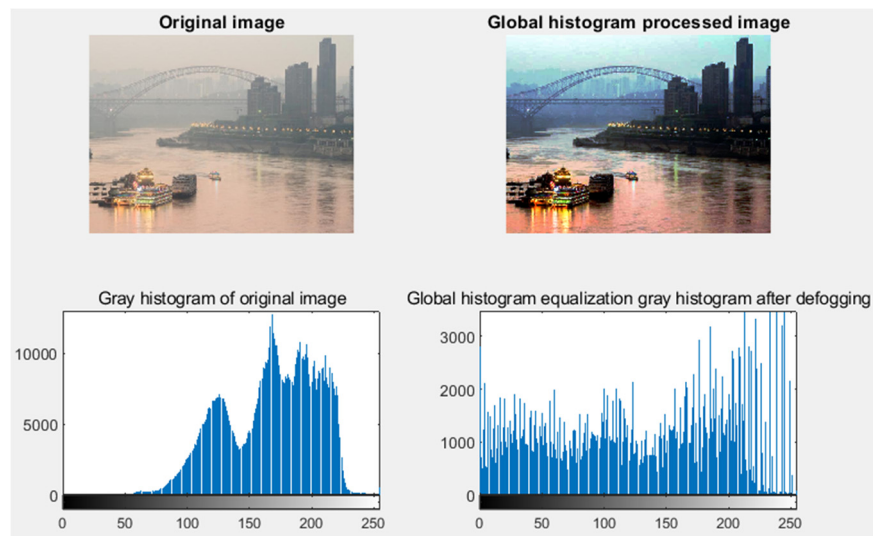 Original image
Global histogram processed image
Gray histogram of original image
Global histogram equalization gray histogram after defogging
10000
5000
0
0 50 100 150 200 250
3000
2000
1000
0
0 50 100 150 200 250